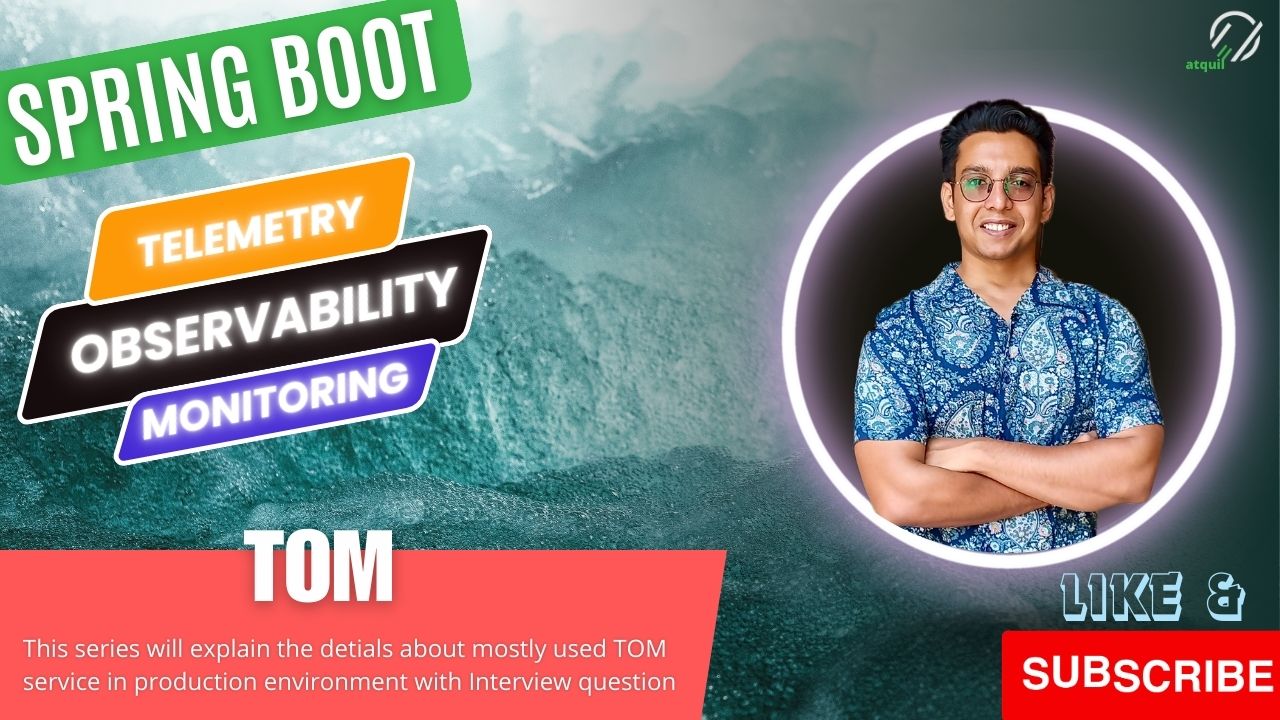 SPRING BOOT
atquil
TELEMETRY
OBSERVABILITY
MONITORING
TOM
This series will explain the detials about mostly used TOM
service in production environment with Interview question
LIKE &
SUBSCRIBE